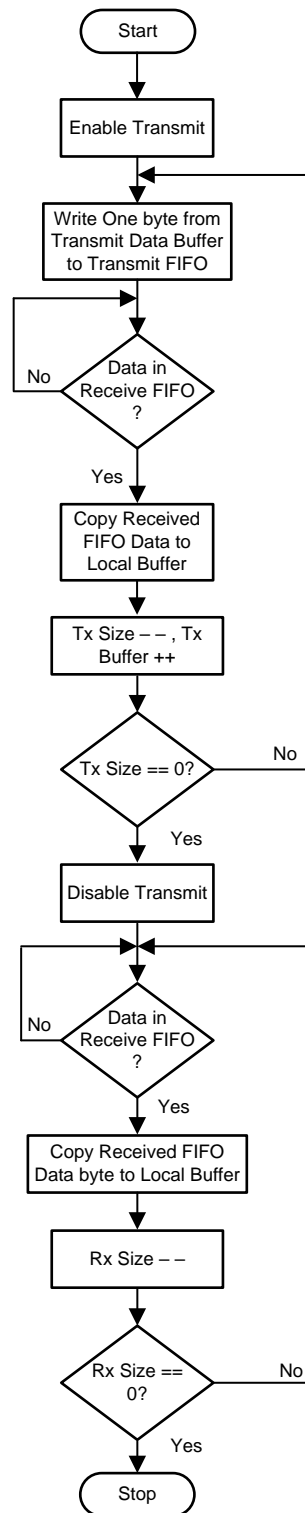 Start
Enable Transmit
Write One byte from
Transmit Data Buffer
to Transmit FIFO
Data in
Receive FIFO
?
No
Yes
Copy Received
FIFO Data to
Local Buffer
Tx Size – – , Tx
Buffer ++
Tx Size == 0?
No
Yes
Disable Transmit
Data in
Receive FIFO
?
No
Yes
Copy Received FIFO
Data byte to Local Buffer
Rx Size – –
Rx Size ==
0?
No
Yes
Stop